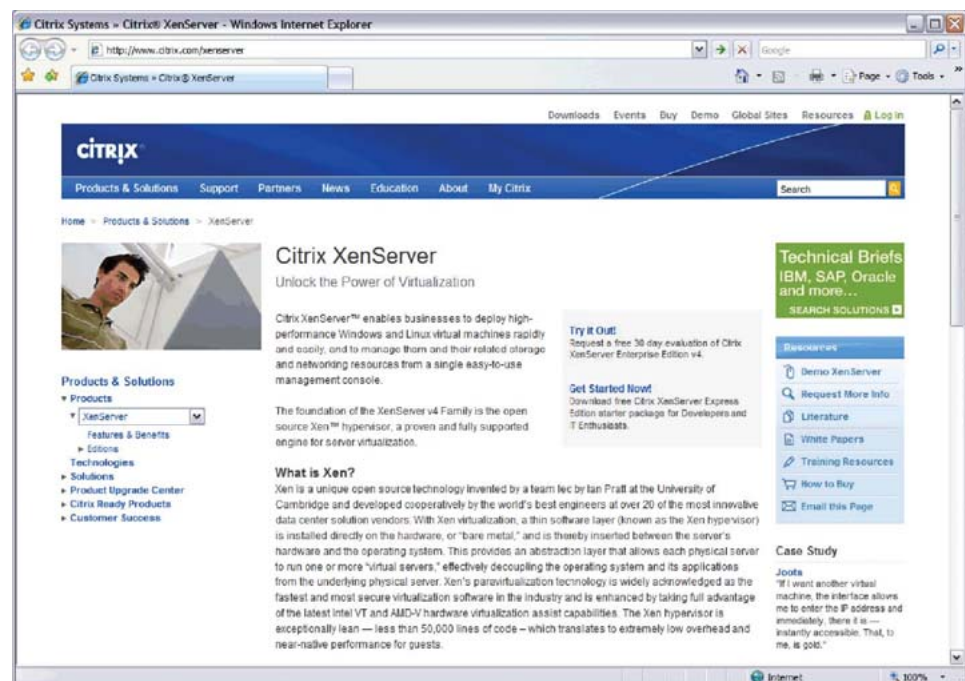 Citrix Systems » Citrix® XenServer - Windows Internet Explorer
http://www.citrix.com/xenserver
Google
Citrix Systems » Citrix® XenServer
Page
Tools
Downloads Events Buy Demo Global Sites Resources Log in
CİTRIX
Products & Solutions Support Partners News Education About My Citrix
Search
Home > Products & Solutions > XenServer
Citrix XenServer
Unlock the Power of Virtualization
Citrix XenServer™ enables businesses to deploy high-
performance Windows and Linux virtual machines rapidly
and easily, and to manage them and their related storage
and networking resources from a single easy-to-use
management console.
The foundation of the XenServer v4 Family is the open
source Xen™ hypervisor, a proven and fully supported
engine for server virtualization.
Try it Out!
Request a free 30 day evaluation of Citrix
XenServer Enterprise Edition v4.
Get Started Now!
Download free Citrix XenServer Express
Edition starter package for Developers and
IT Enthusiasts.
What is Xen?
Xen is a unique open source technology invented by a team led by Ian Pratt at the University of
Cambridge and developed cooperatively by the world's best engineers at over 20 of the most innovative
data center solution vendors. With Xen virtualization, a thin software layer (known as the Xen hypervisor)
is installed directly on the hardware, or "bare metal," and is thereby inserted between the server's
hardware and the operating system. This provides an abstraction layer that allows each physical server
to run one or more "virtual servers," effectively decoupling the operating system and its applications
from the underlying physical server. Xen's paravirtualization technology is widely acknowledged as the
fastest and most secure virtualization software in the industry and is enhanced by taking full advantage
of the latest Intel VT and AMD-V hardware virtualization assist capabilities. The Xen hypervisor is
exceptionally lean — less than 50,000 lines of code – which translates to extremely low overhead and
near-native performance for guests.
Products & Solutions
Products
XenServer
Features & Benefits
Editions
Technologies
Solutions
Product Upgrade Center
Citrix Ready Products
Customer Success
Technical Briefs
IBM, SAP, Oracle
and more...
SEARCH SOLUTIONS
Resources
Demo XenServer
Request More Info
Literature
White Papers
Training Resources
How to Buy
Email this Page
Case Study
Joota
"If I want another virtual
machine, the interface allows
me to enter the IP address and
immediately, there it is —
instantly accessible. That, to
me, is gold."
Internet
100%